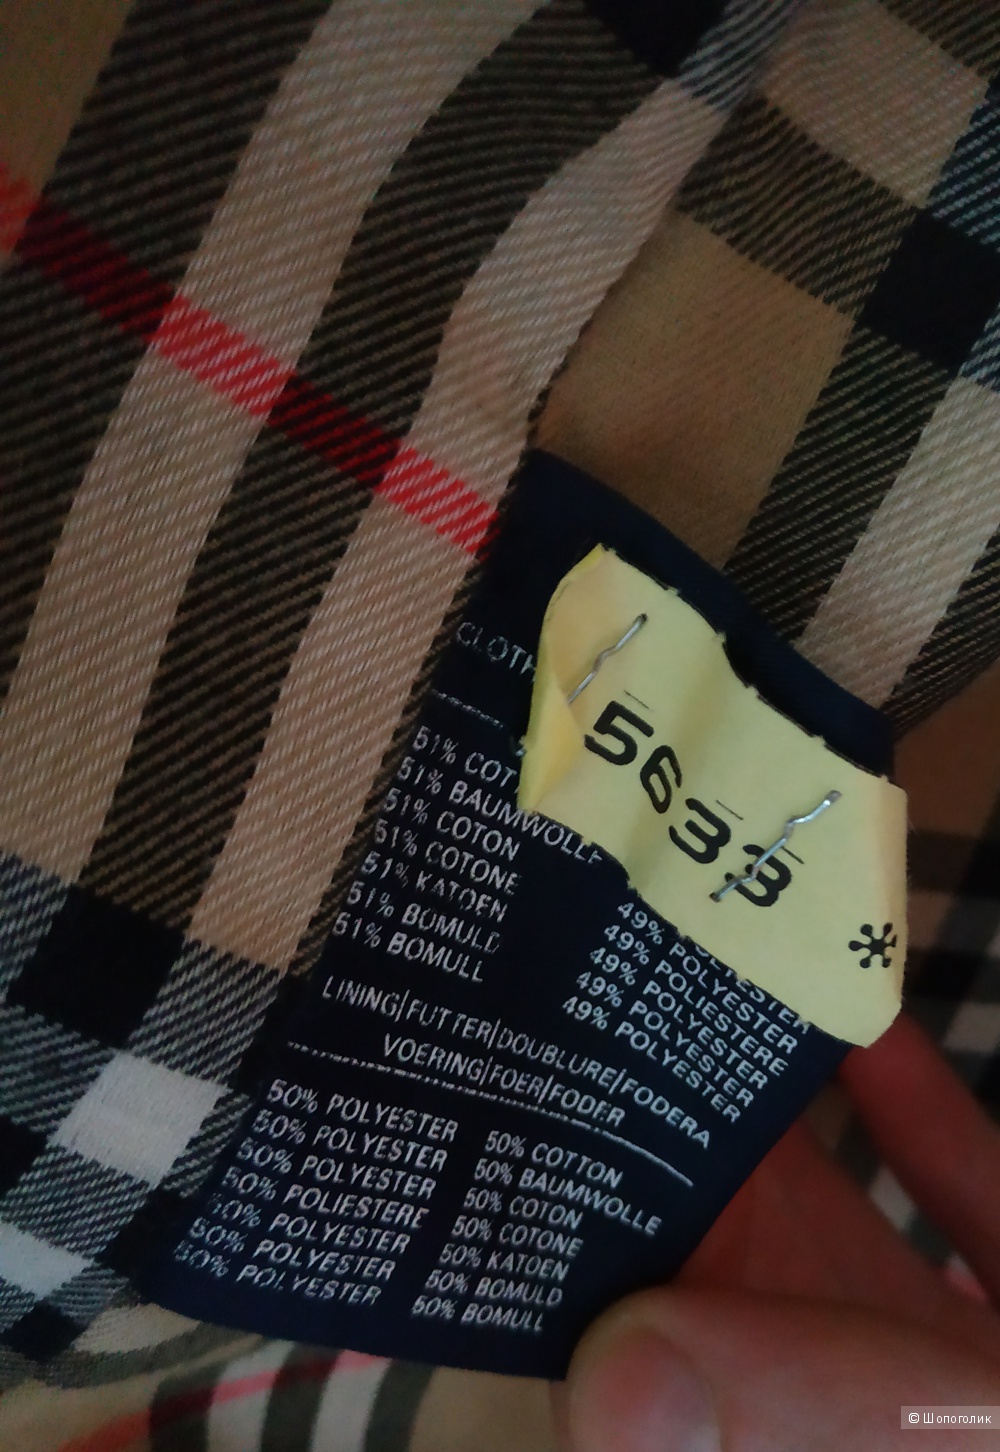 CLOTH
5633
51% COT
51% BAUMWOLLE
51% COTON
51% COTONE
51% KATOEN
51% BOMULD
51% BOMULL
49% POLYESTER
49% POLYESTER
49% POLIESTERE
49% POLYESTER
49% POLYESTER
LINING|FUTTER|DOUBLURE|FODERA
VOERING|FOER|FODER
50% POLYESTER
50% POLYESTER
50% POLYESTER
50% POLIESTERE
50% POLYESTER
50% POLYESTER
50% POLYESTER
50% COTTON
50% BAUMWOLLE
50% COTON
50% COTONE
50% KATOEN
50% BOMULD
50% BOMULL
© Шопоголик